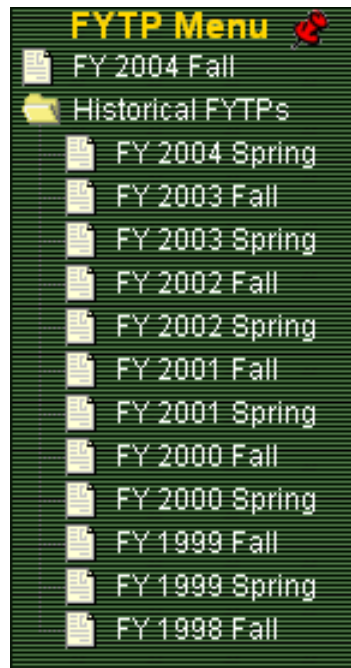 FYTP Menu
FY 2004 Fall
Historical FYTPs
FY 2004 Spring
FY 2003 Fall
FY 2003 Spring
FY 2002 Fall
FY 2002 Spring
FY 2001 Fall
FY 2001 Spring
FY 2000 Fall
FY 2000 Spring
FY 1999 Fall
FY 1999 Spring
FY 1998 Fall